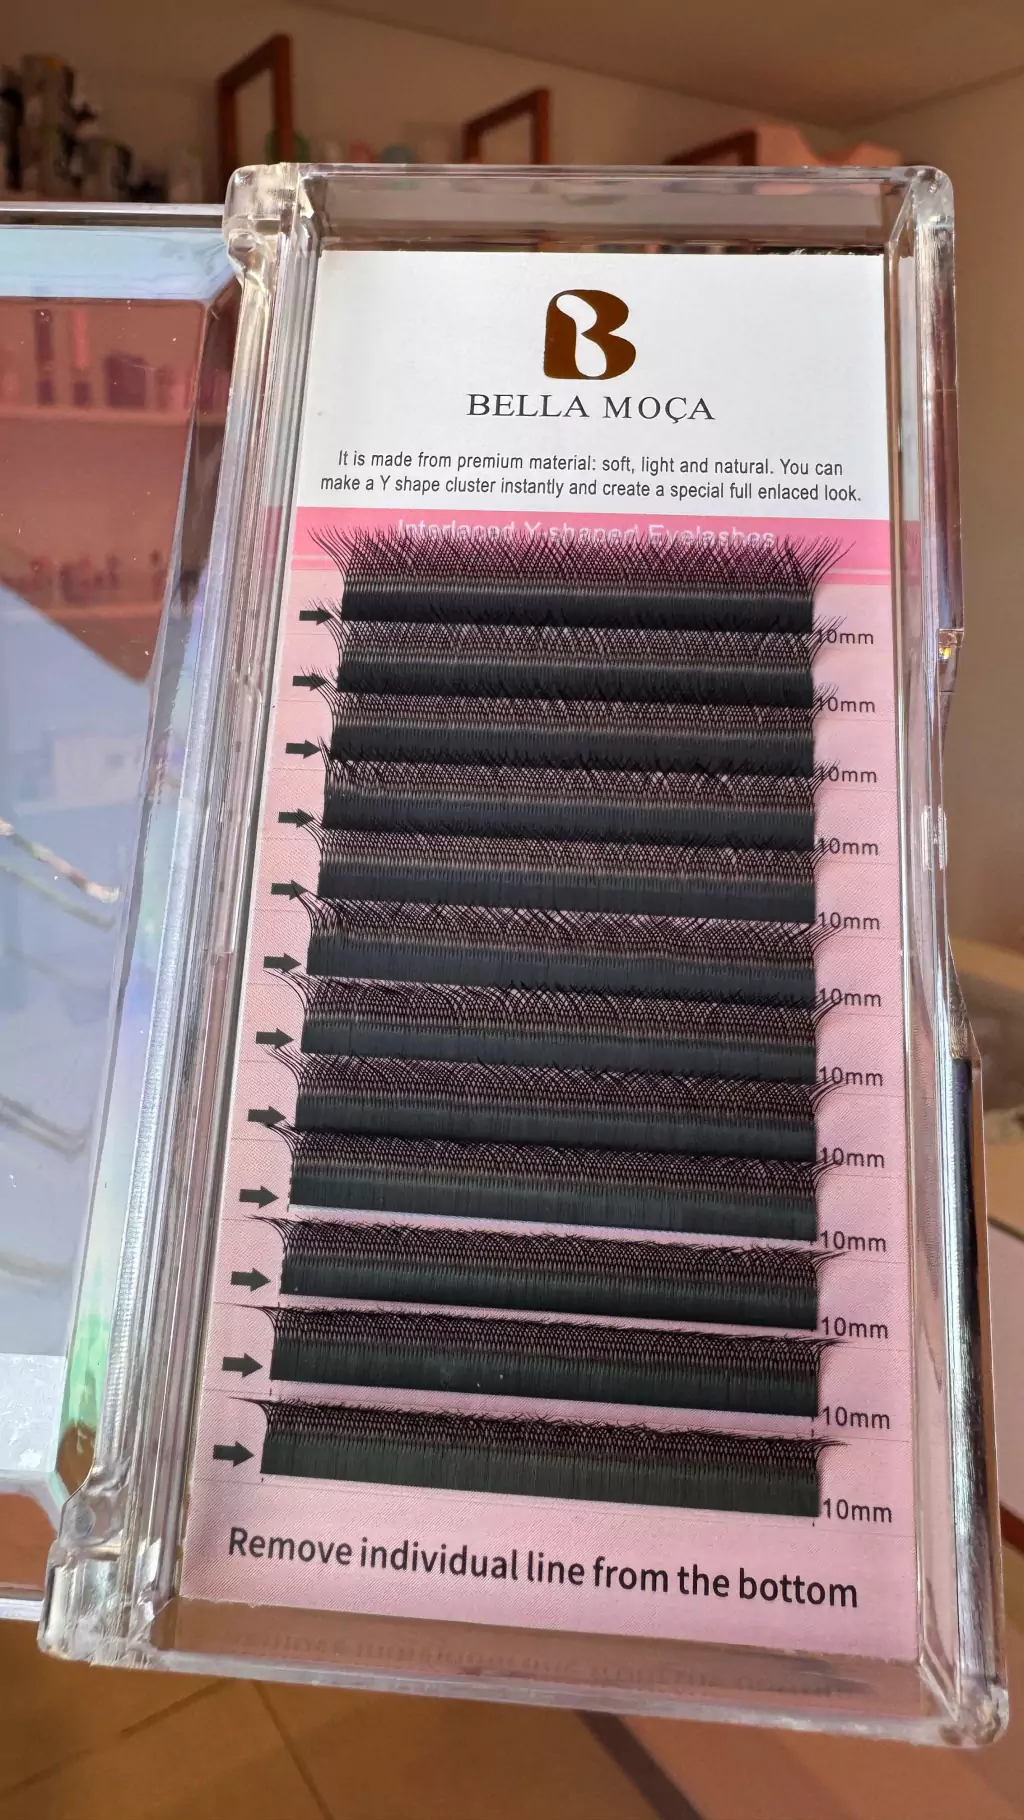 B
BELLA MOÇA
It is made from premium material: soft, light and natural. You can
make a Y shape cluster instantly and create a special full enlaced look.
Interlaced Y shaped Eyelashes
10mm
10mm
10mm
10mm
10mm
10mm
10mm
10mm
10mm
10mm
10mm
10mm
Remove individual line from the bottom